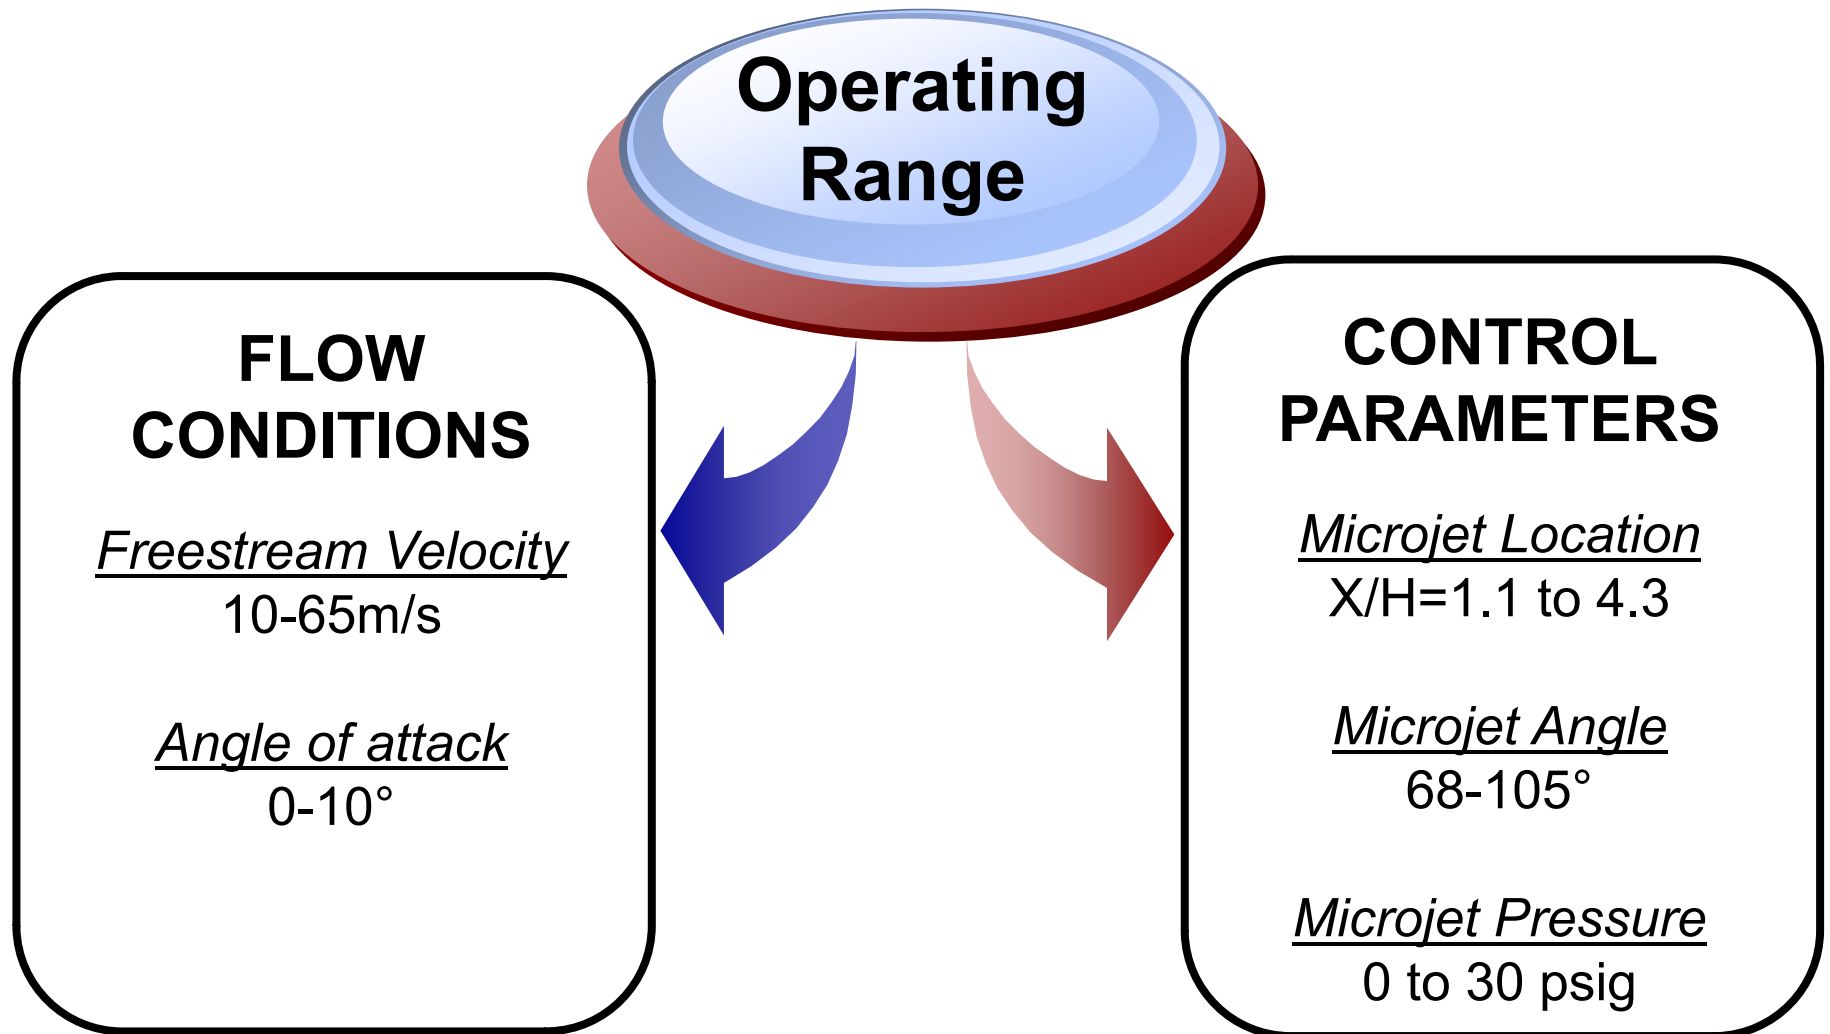 Operating
Range
FLOW
CONDITIONS
Freestream Velocity
10-65m/s
Angle of attack
0-10°
CONTROL
PARAMETERS
Microjet Location
X/H=1.1 to 4.3
Microjet Angle
68-105°
Microjet Pressure
0 to 30 psig